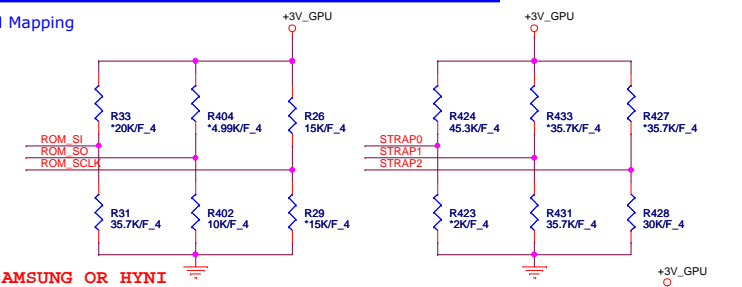 Mapping
+3V_GPU
+3V_GPU
R33
*20K/F_4
R404
*4.99K/F_4
R26
15K/F_4
R424
45.3K/F_4
R433
*35.7K/F_4
R427
*35.7K/F_4
ROM_SI
ROM_SO
ROM_SCLK
STRAP0
STRAP1
STRAP2
R31
35.7K/F_4
R402
10K/F_4
R29
*15K/F_4
R423
*2K/F_4
R431
35.7K/F_4
R428
30K/F_4
AMSUNG OR HYNI
+3V_GPU